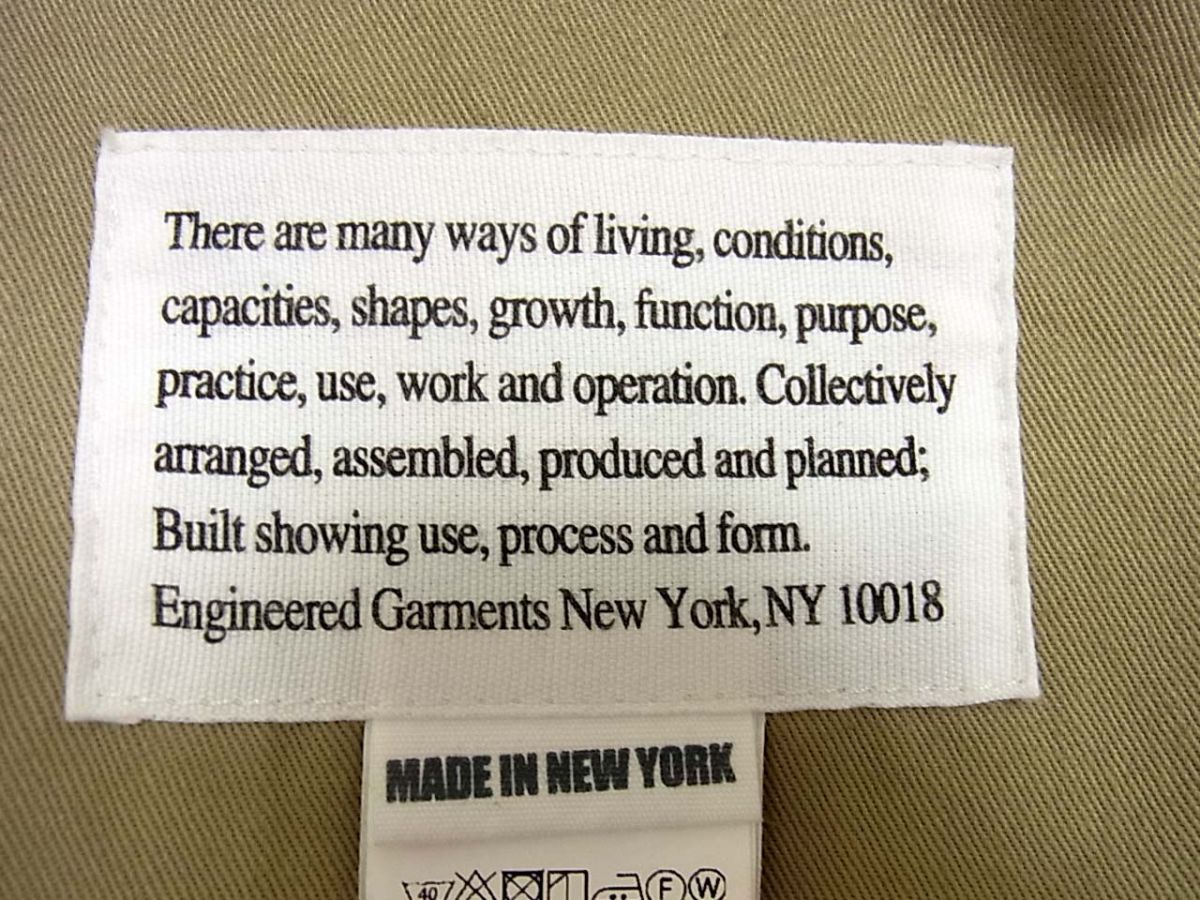 There are many ways of living, conditions,
capacities, shapes, growth, function, purpose,
practice, use, work and operation. Collectively
arranged, assembled, produced and planned;
Built showing use, process and form.
Engineered Garments New York, NY 10018
MADE IN NEW YORK
40 F W